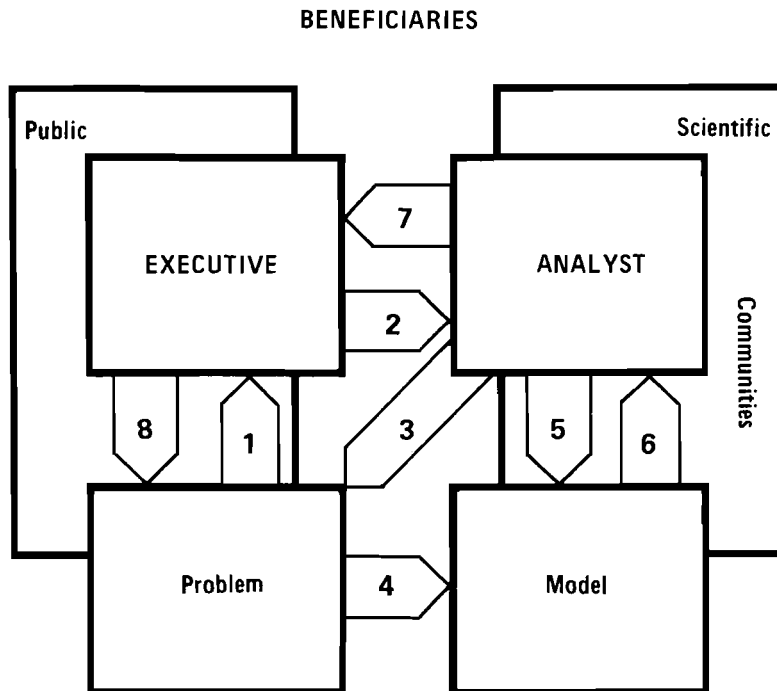 BENEFICIARIES
Public
Scientific
7
EXECUTIVE
ANALYST
2
Communities
8
1
3
5
6
Problem
4
Model